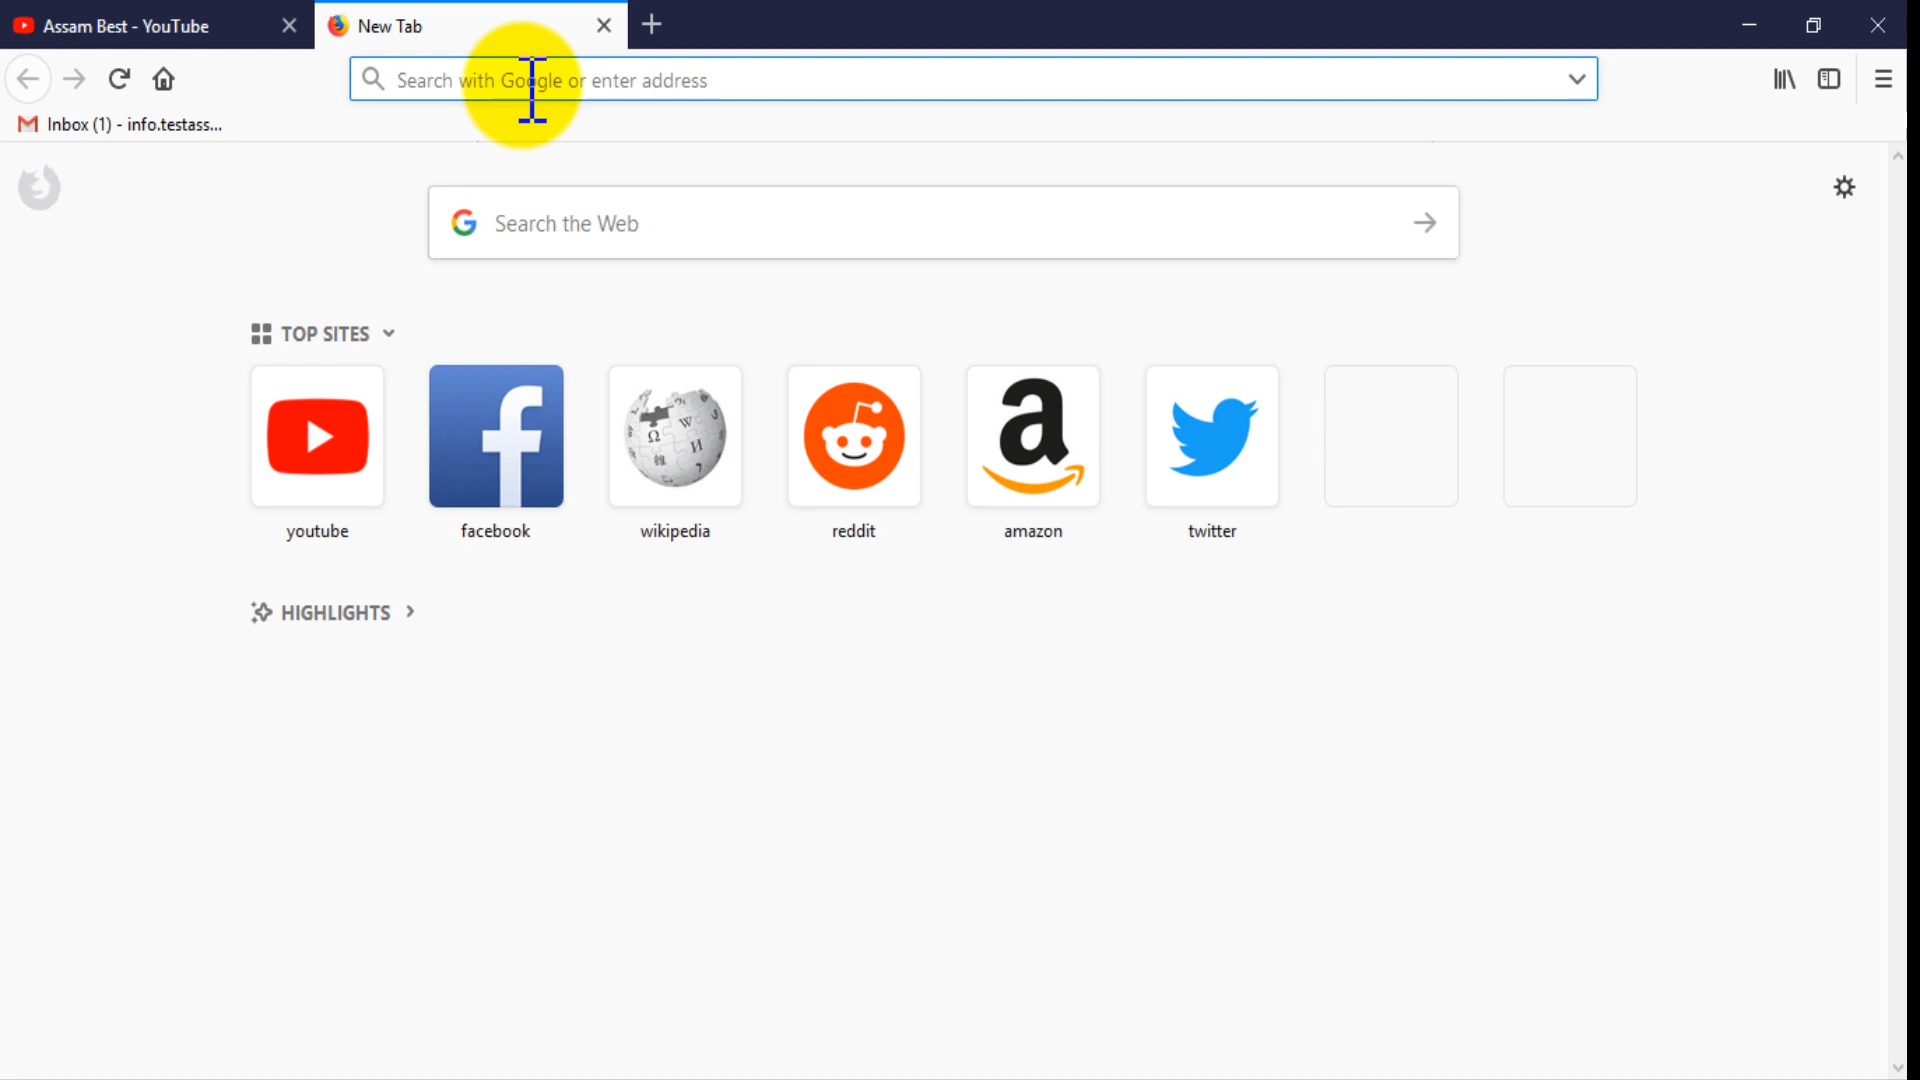 Assam Best - YouTube
New Tab
Search with Google or enter address
Inbox (1) - info.testass...
Search the Web
TOP SITES
youtube
facebook
wikipedia
reddit
amazon
twitter
HIGHLIGHTS